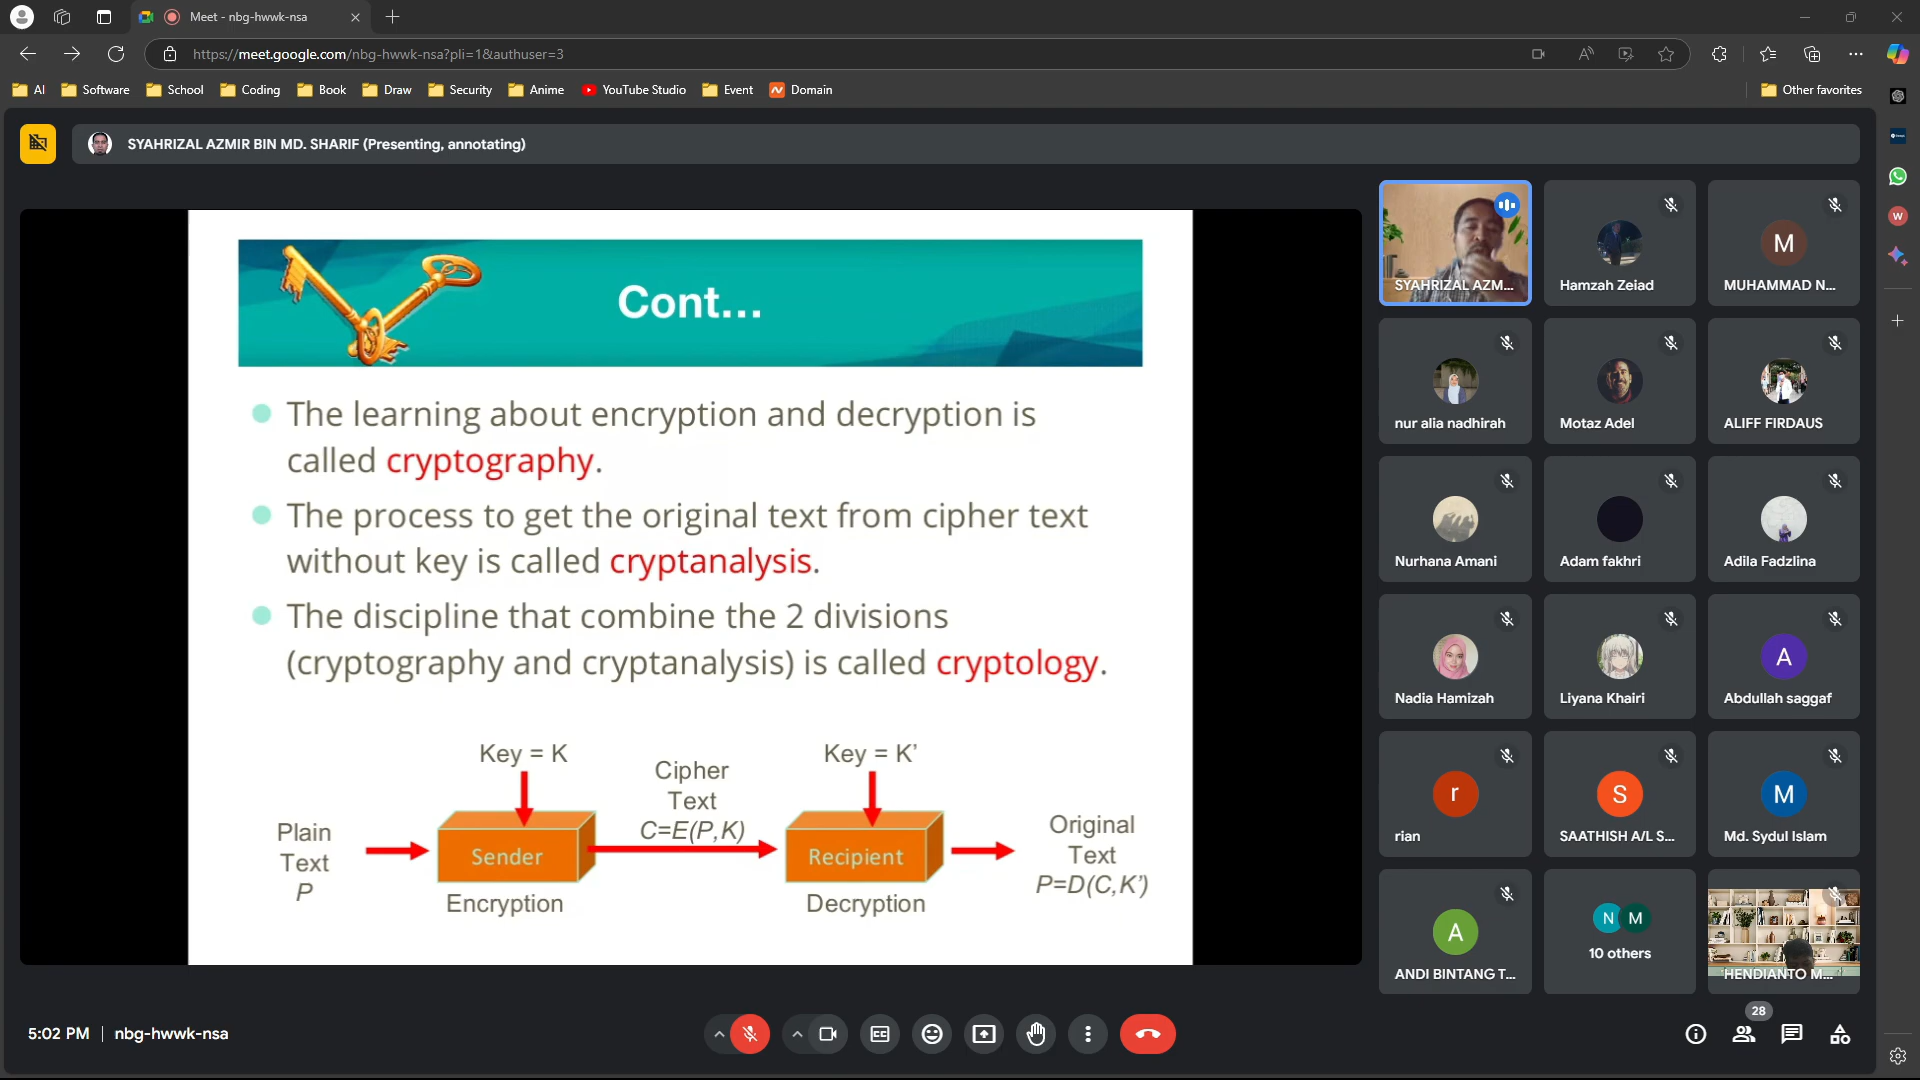 Meet - nbg-hwwk-nsa
https://meet.google.com/nbg-hwwk-nsa?pli=1&authuser=3
AI
Software
School
Coding
Book
Draw
Security
Anime
YouTube Studio
Event
Domain
Other favorites
SYAHRIZAL AZMIR BIN MD. SHARIF (Presenting, annotating)
Cont...
The learning about encryption and decryption is
called cryptography.
The process to get the original text from cipher text
without key is called cryptanalysis.
The discipline that combine the 2 divisions
(cryptography and cryptanalysis) is called cryptology.
Key = K
Key = K’
Cipher
Text
C=E(P,K)
Plain
Text
P
Sender
Encryption
Recipient
Decryption
Original
Text
P=D(C,K’)
SYAHRIZAL AZM...
Hamzah Zeiad
M
MUHAMMAD N...
nur alia nadhirah
Motaz Adel
ALIFF FIRDAUS
Nurhana Amani
Adam fakhri
Adila Fadzlina
Nadia Hamizah
Liyana Khairi
A
Abdullah saggaf
r
rian
S
SAATHISH A/L S...
M
Md. Sydul Islam
A
ANDI BINTANG T...
N M
10 others
HENDIANTO M...
5:02 PM | nbg-hwwk-nsa
CC
28
W